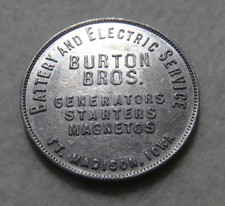 BATTERY AND ELECTRIC SERVICE
BURTON
BROS.
GENERATORS
STARTERS
MAGNETOS
FT. MADISON, IOWA